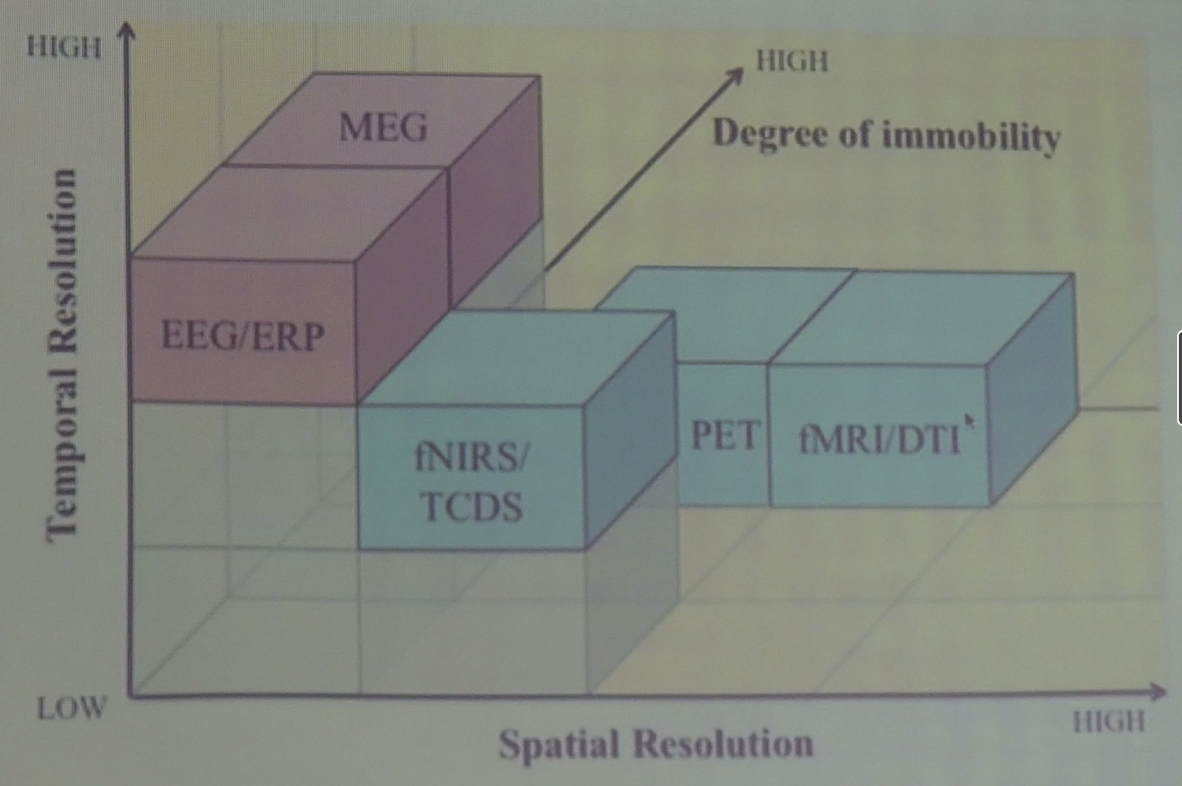 HIGH
HIGH
MEG
Degree of immobility
Temporal Resolution
EEG/ERP
PET
fMRI/DTI
fNIRS/
TCDS
LOW
HIGH
Spatial Resolution